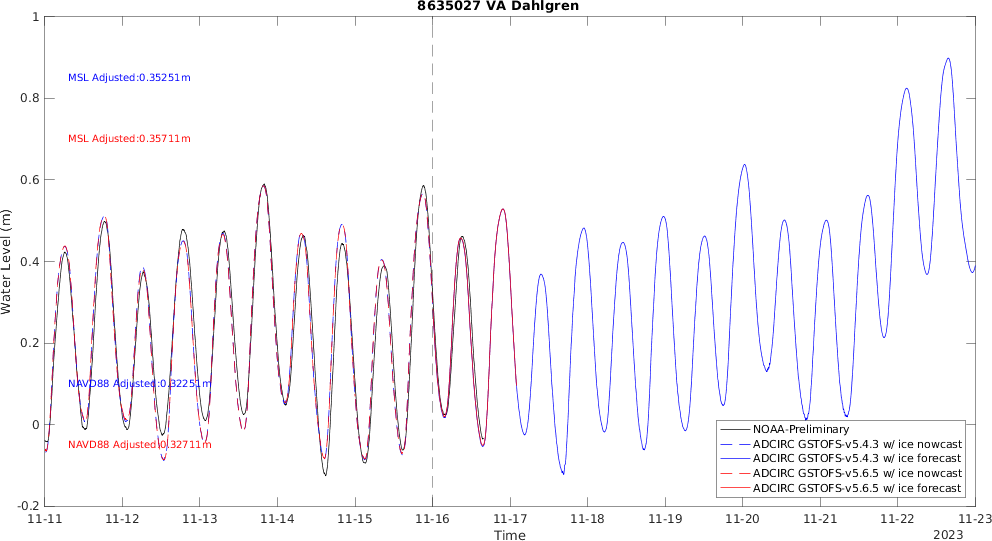 8635027 VA Dahlgren
1
0.8
0.6
0.4
0.2
0
-0.2
Water Level (m)
MSL Adjusted:0.35251m
MSL Adjusted:0.35711m
NAVD88 Adjusted:0.32251m
NAVD88 Adjusted:0.32711m
NOAA-Preliminary
ADCIRC GSTOFS-v5.4.3 w/ ice nowcast
ADCIRC GSTOFS-v5.4.3 w/ ice forecast
ADCIRC GSTOFS-v5.6.5 w/ ice nowcast
ADCIRC GSTOFS-v5.6.5 w/ ice forecast
11-11 11-12 11-13 11-14 11-15 11-16 11-17 11-18 11-19 11-20 11-21 11-22 11-23
Time
2023